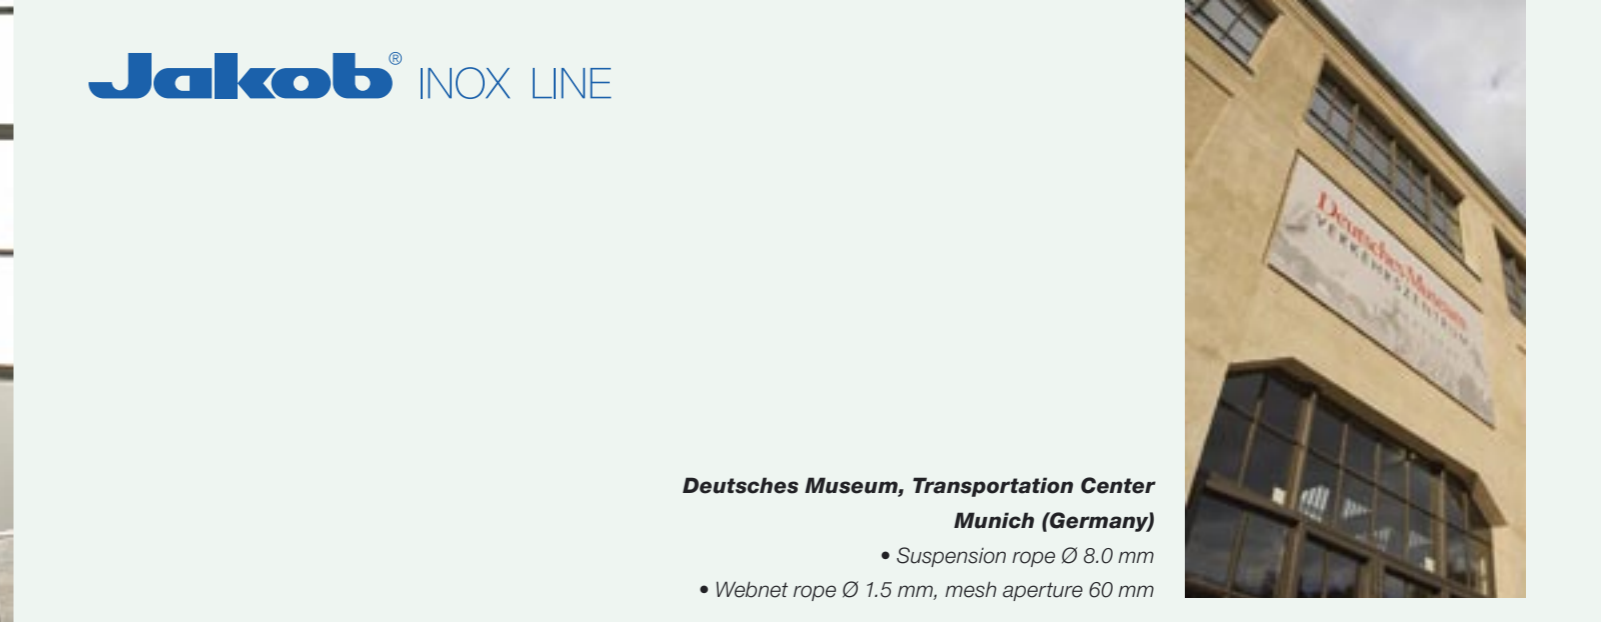 Jakob® INOX LINE
Deutsches Museum
VERKEHRSZENTRUM
Deutsches Museum, Transportation Center
Munich (Germany)
• Suspension rope Ø 8.0 mm
• Webnet rope Ø 1.5 mm, mesh aperture 60 mm